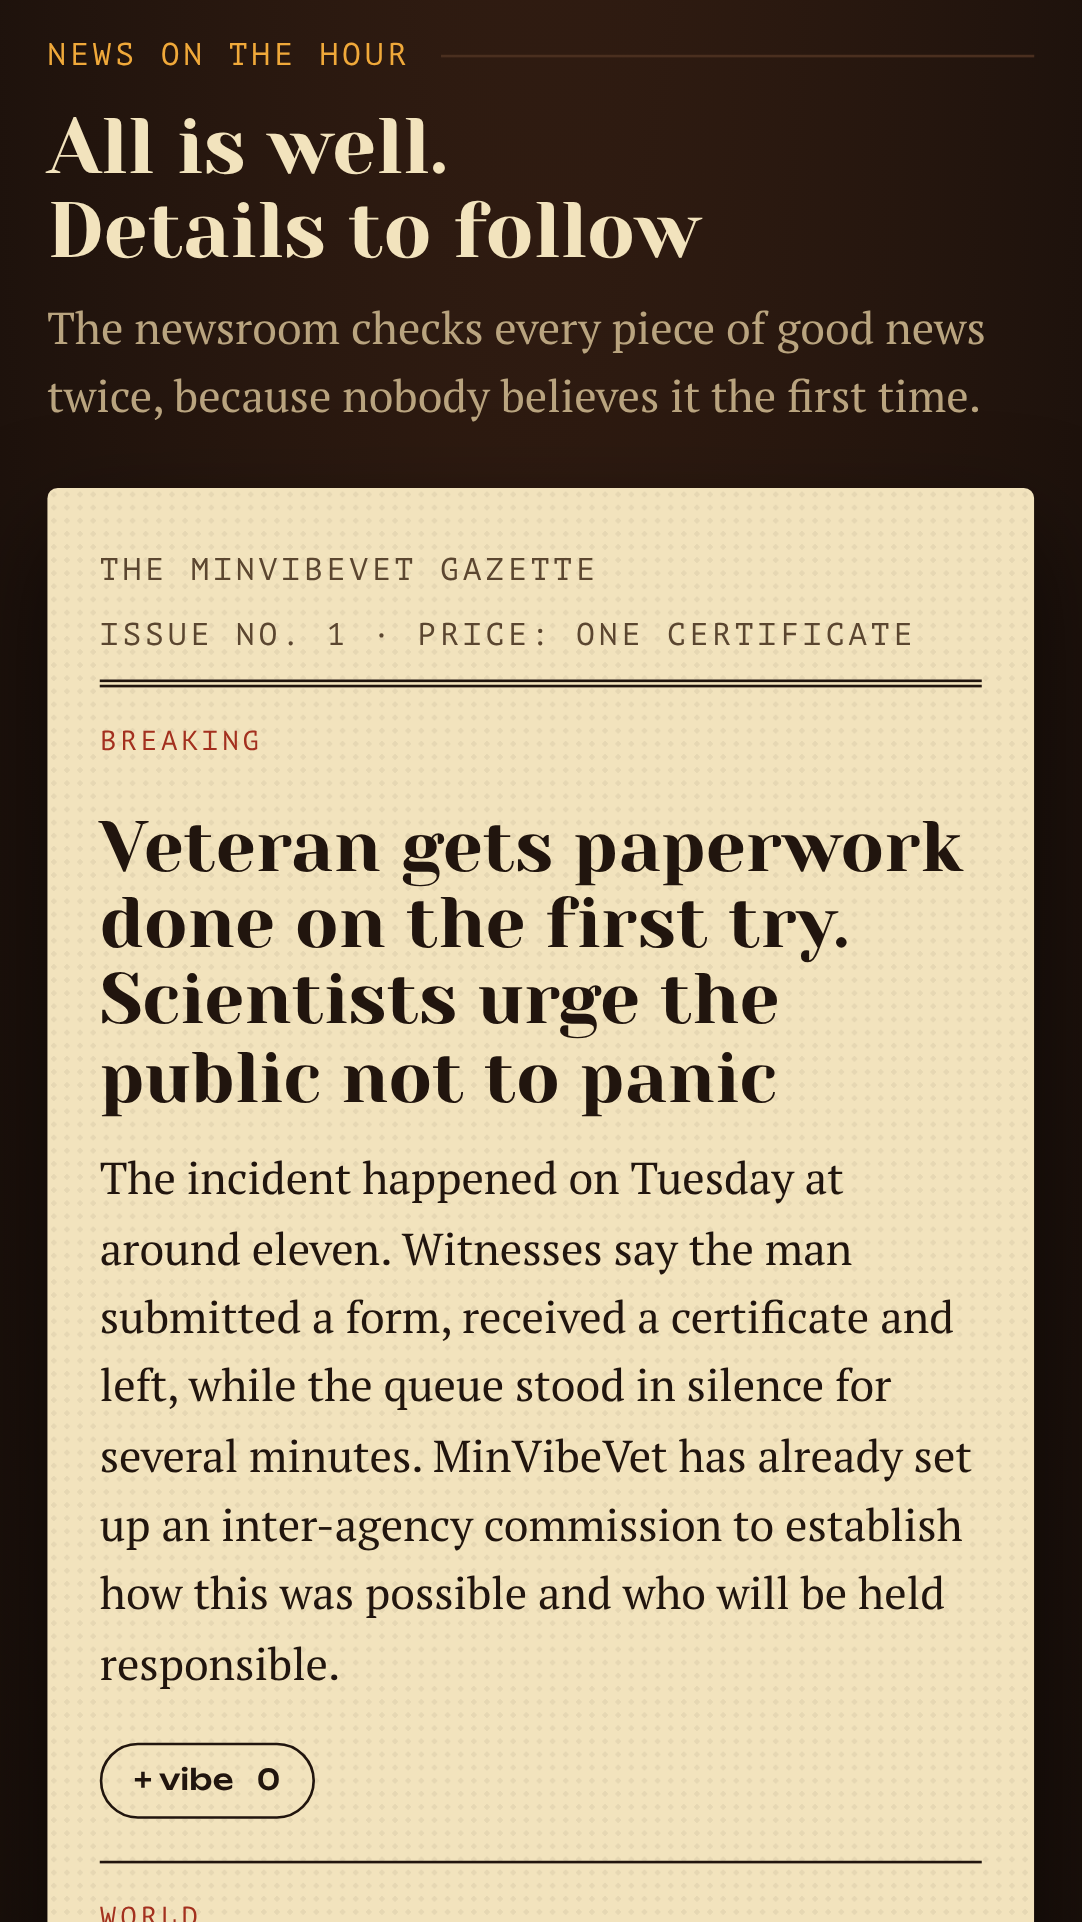 NEWS ON THE HOUR
All is well.
Details to follow
The newsroom checks every piece of good news
twice, because nobody believes it the first time.
THE MINVIBEVET GAZETTE
ISSUE NO. 1 · PRICE: ONE CERTIFICATE
BREAKING
Veteran gets paperwork
done on the first try.
Scientists urge the
public not to panic
The incident happened on Tuesday at
around eleven. Witnesses say the man
submitted a form, received a certificate and
left, while the queue stood in silence for
several minutes. MinVibeVet has already set
up an inter-agency commission to establish
how this was possible and who will be held
responsible.
+ vibe 0
WORLD